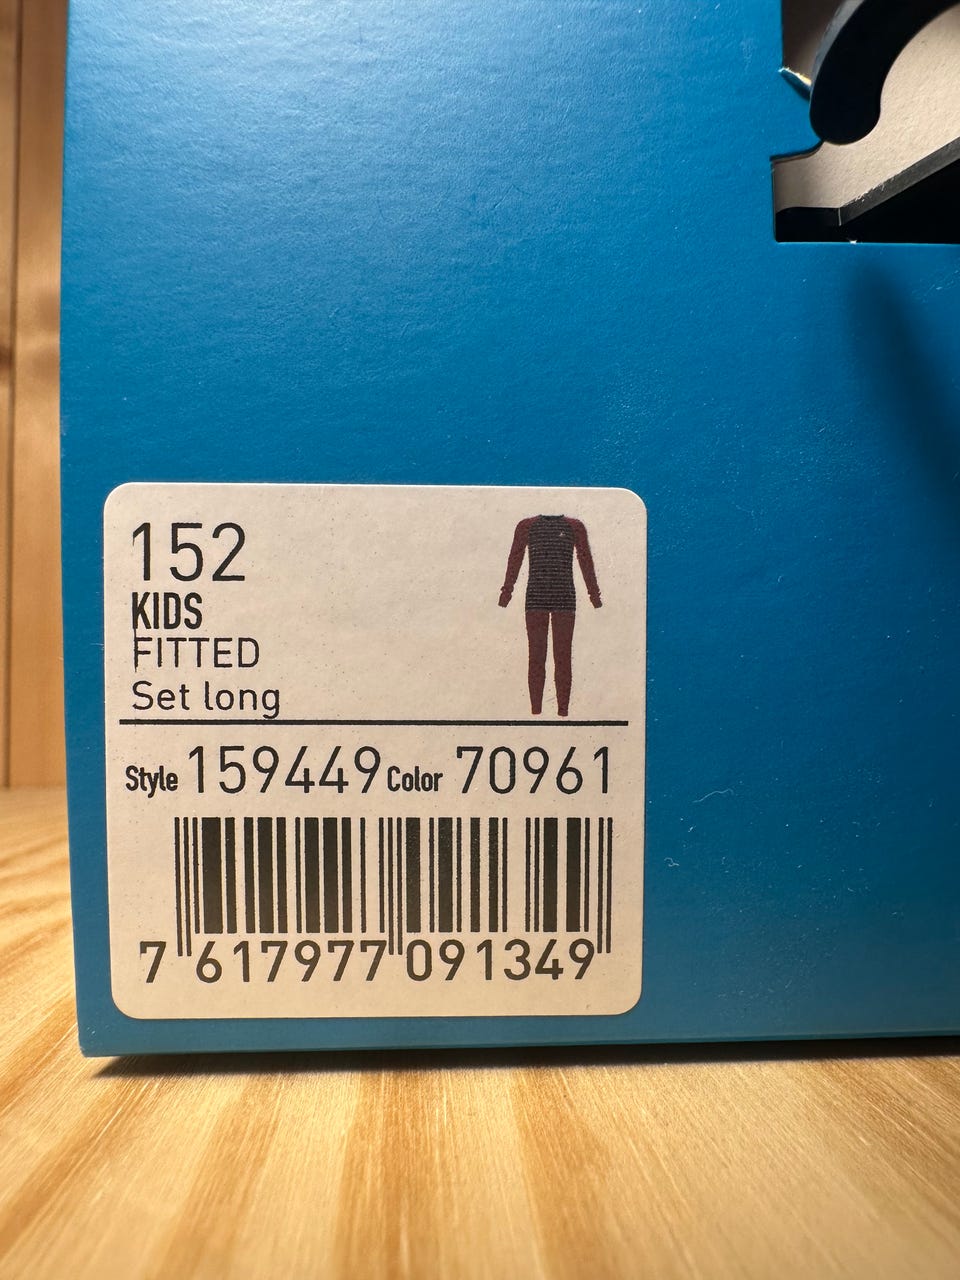 152
KIDS
FITTED
Set long
Style 159449 Color 70961
7 617977 091349